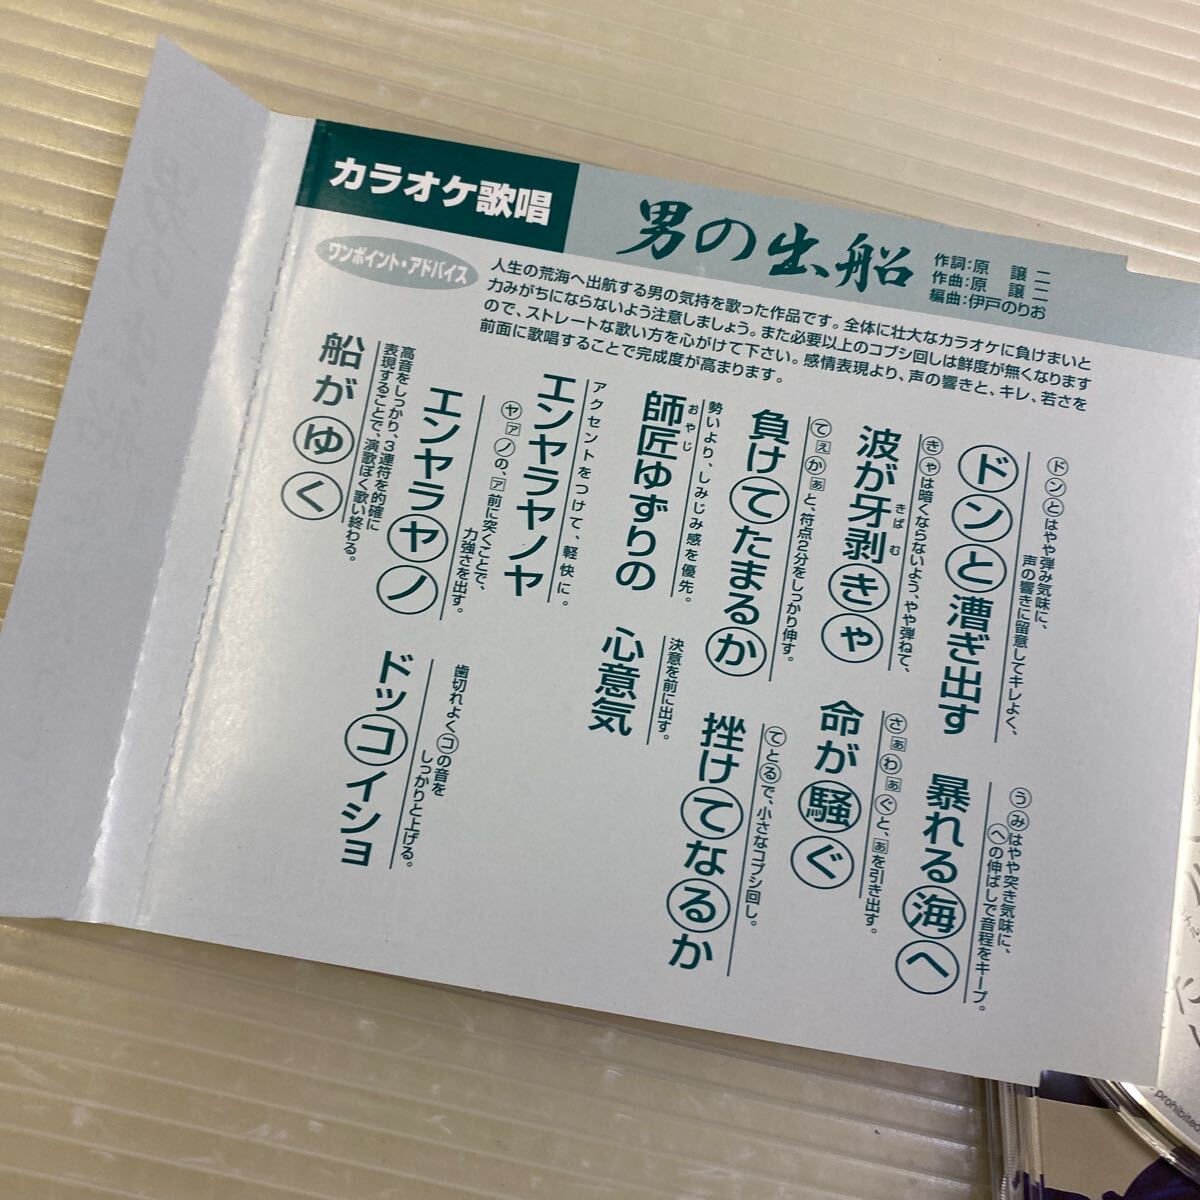 カラオケ歌唱
男の出船
作詞:原 譲二
作曲:原 譲二
編曲:伊戸のりお
ワンポイント・アドバイス
人生の荒海へ出航する男の気持を歌った作品です。全体に壮大なカラオケに負けまいと
力みがちにならないよう注意しましょう。また必要以上のコブシ回しは鮮度が無くなります
ので、ストレートな歌い方を心がけて下さい。感情表現より、声の響きと、キレ、若さを
前面に歌唱することで完成度が高まります。
ドンとはやや弾み気味に、
声の響きに留意してキレよく、
ドンと漕ぎ出す
うみはやや突き気味に、
への伸ばしで音程をキープ。
暴れる海へ
きゃは暗くならないよう、やや弾ねて、
波が牙剥きゃ
きば む
さぁわぁぐと、ぁを引き出す。
命が騒ぐ
てぇかぁと、符点2分をしっかり伸す。
負けてたまるか
てとるで、小さなコブシ回し。
挫けてなるか
勢いより、しみじみ感を優先。
師匠ゆずりの
おやじ
決意を前に出す。
心意気
アクセントをつけて、軽快に。
エンヤラヤノヤ
ヤァノの、ァ前に突くことで、
力強さを出す。
エンヤラヤノ
歯切れよくコの音を
しっかりと上げる。
ドッコイショ
高音をしっかり、3連符を的確に
表現することで、演歌ぽく歌い終わる。
船がゆく
prohibited